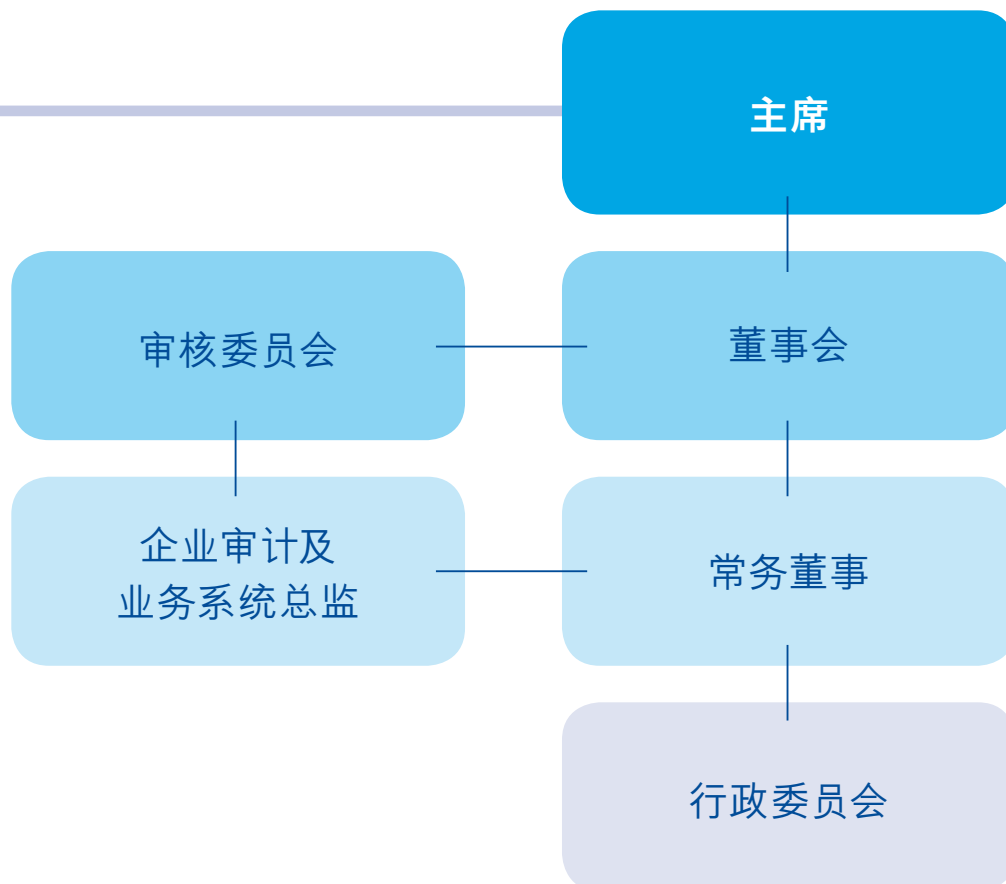 主席
审核委员会
董事会
企业审计及
业务系统总监
常务董事
行政委员会